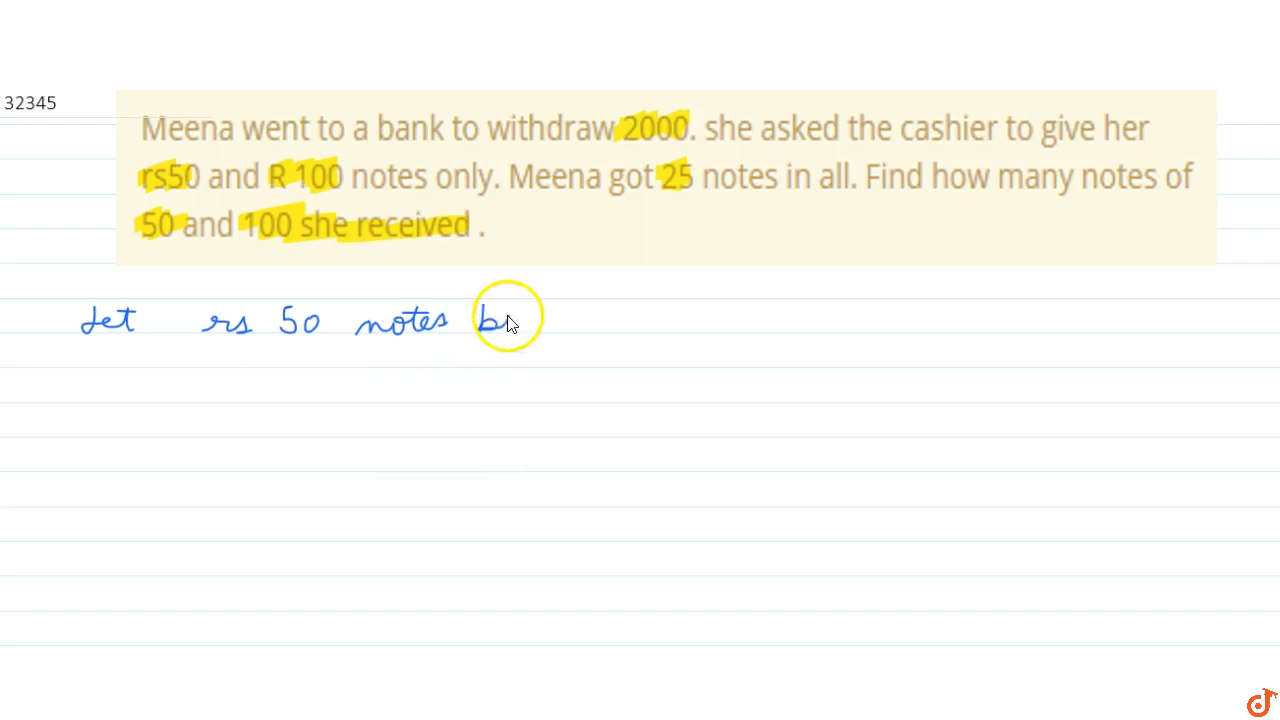 32345
Meena went to a bank to withdraw 2000. she asked the cashier to give her
rs50 and R 100 notes only. Meena got 25 notes in all. Find how many notes of
50 and 100 she received .
Let rs 50 notes b